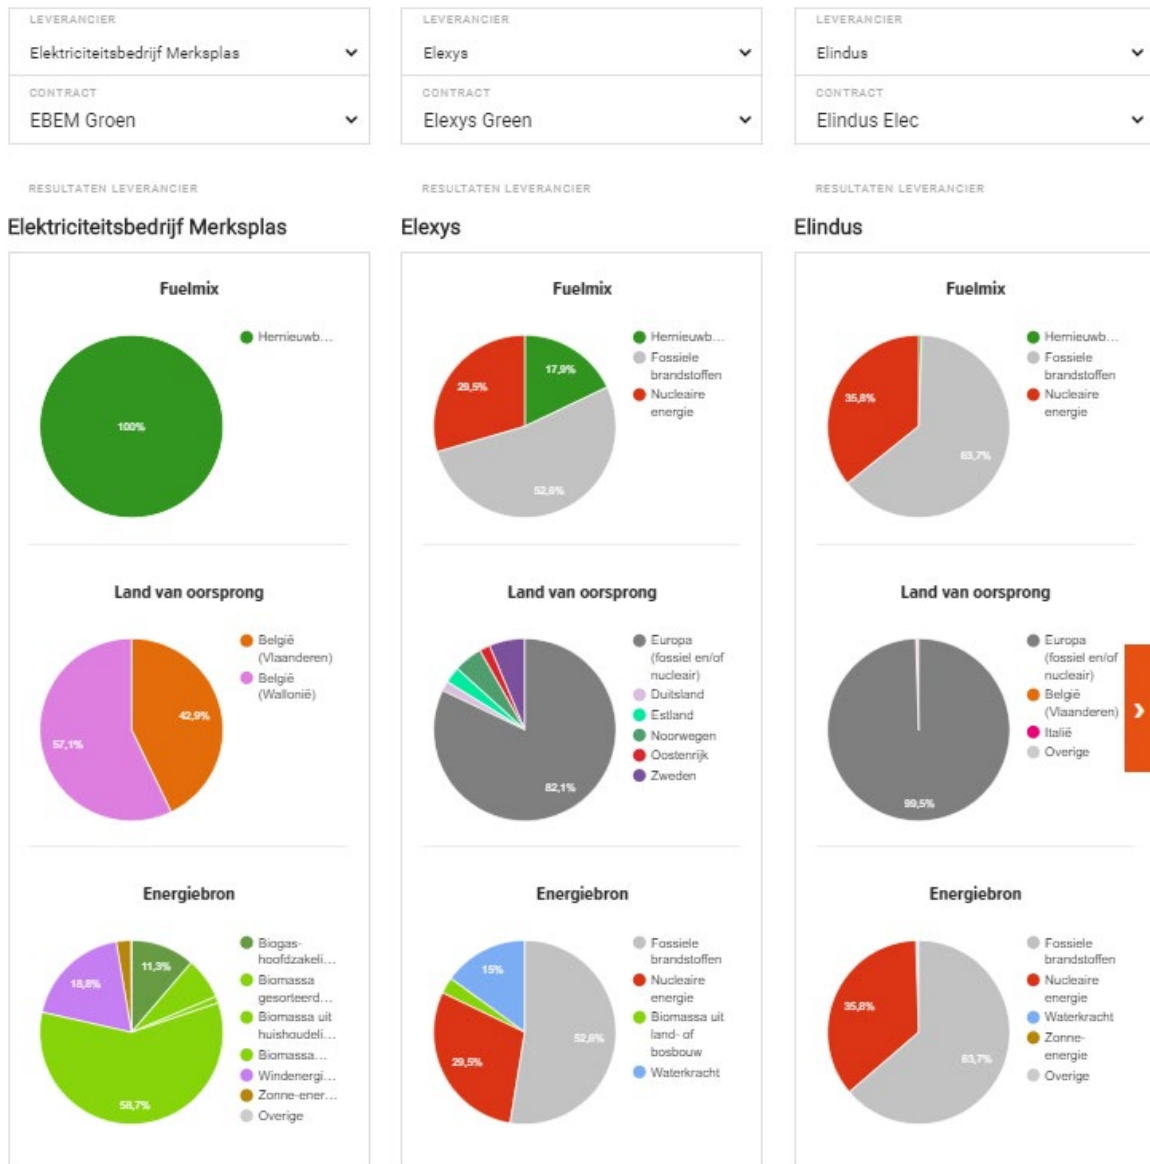 LEVERANCIER
Elektriciteitsbedrijf Merksplas
CONTRACT
EBEM Groen
LEVERANCIER
Elexys
CONTRACT
Elexys Green
LEVERANCIER
Elindus
CONTRACT
Elindus Elec
RESULTATEN LEVERANCIER
Elektriciteitsbedrijf Merksplas
Fuelmix
100%
Hernieuwb...
Land van oorsprong
42,9%
57,1%
België
(Vlaanderen)
België
(Wallonië)
Energiebron
11,3%
18,8%
58,7%
Biogas-
hoofdzakeli...
Biomassa
gesorteerd...
Biomassa uit
huishoudeli...
Biomassa...
Windenergi...
Zonne-ener...
Overige
RESULTATEN LEVERANCIER
Elexys
Fuelmix
17,9%
29,5%
52,6%
Hernieuwb...
Fossiele
brandstoffen
Nucleaire
energie
Land van oorsprong
82,1%
Europa
(fossiel en/of
nucleair)
Duitsland
Estland
Noorwegen
Oostenrijk
Zweden
Energiebron
15%
52,6%
29,5%
Fossiele
brandstoffen
Nucleaire
energie
Biomassa uit
land- of
bosbouw
Waterkracht
RESULTATEN LEVERANCIER
Elindus
Fuelmix
35,8%
63,7%
Hernieuwb...
Fossiele
brandstoffen
Nucleaire
energie
Land van oorsprong
99,5%
Europa
(fossiel en/of
nucleair)
België
(Vlaanderen)
Italië
Overige
Energiebron
35,8%
63,7%
Fossiele
brandstoffen
Nucleaire
energie
Waterkracht
Zonne-
energie
Overige